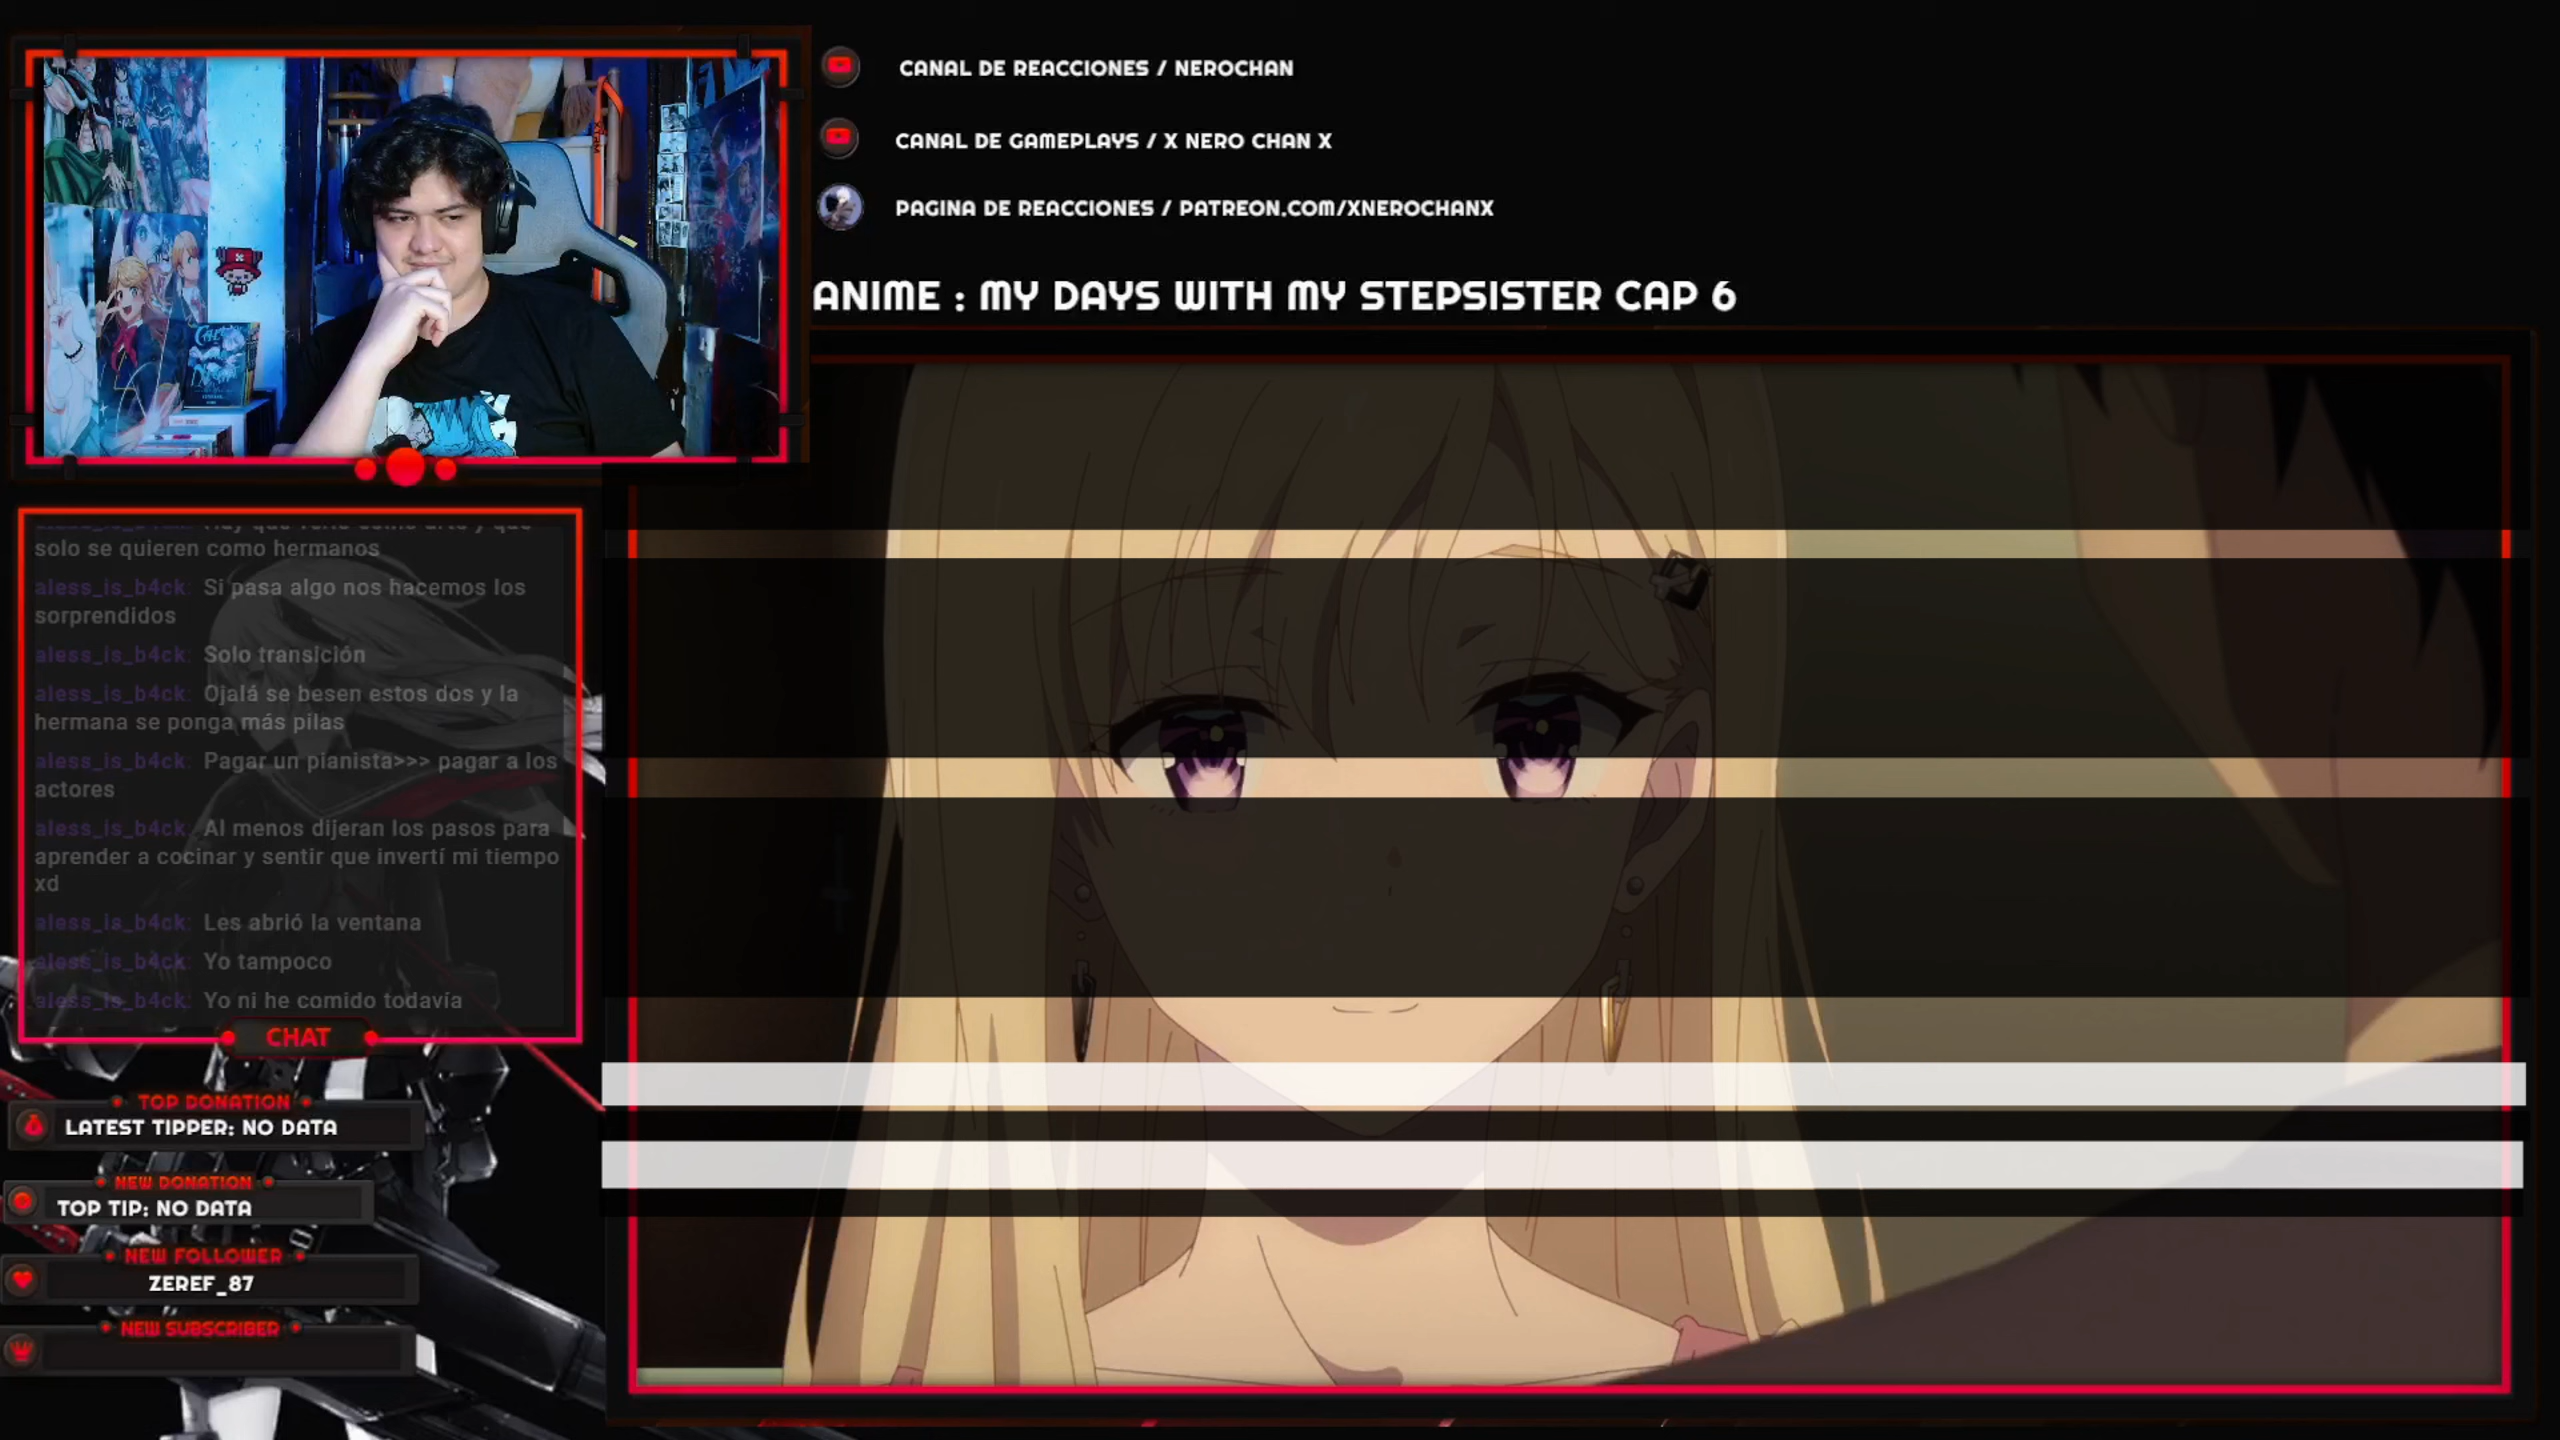 CANAL DE REACCIONES / NEROCHAN
CANAL DE GAMEPLAYS / X NERO CHAN X
PAGINA DE REACCIONES / PATREON.COM/XNEROCHANX
ANIME : MY DAYS WITH MY STEPSISTER CAP 6
solo se quieren como hermanos
aless_is_b4ck: Si pasa algo nos hacemos los
sorprendidos
aless_is_b4ck: Solo transición
aless_is_b4ck: Ojalá se besen estos dos y la
hermana se ponga más pilas
aless_is_b4ck: Pagar un pianista>>> pagar a los
actores
aless_is_b4ck: Al menos dijeran los pasos para
aprender a cocinar y sentir que invertí mi tiempo
xd
aless_is_b4ck: Les abrió la ventana
aless_is_b4ck: Yo tampoco
aless_is_b4ck: Yo ni he comido todavía
CHAT
TOP DONATION
LATEST TIPPER: NO DATA
NEW DONATION
TOP TIP: NO DATA
NEW FOLLOWER
ZEREF_87
NEW SUBSCRIBER